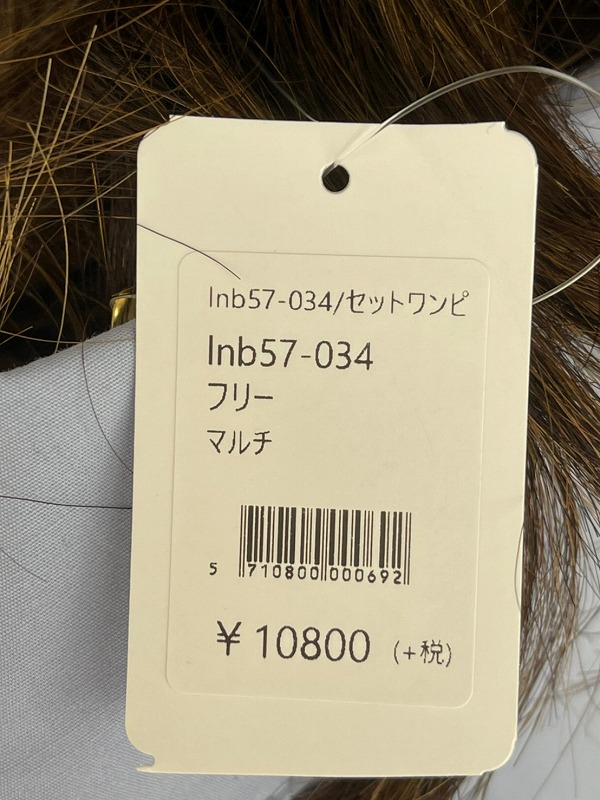 lnb57-034/セットワンピ
lnb57-034
フリー
マルチ
5 710800 000692
¥10800 (+税)